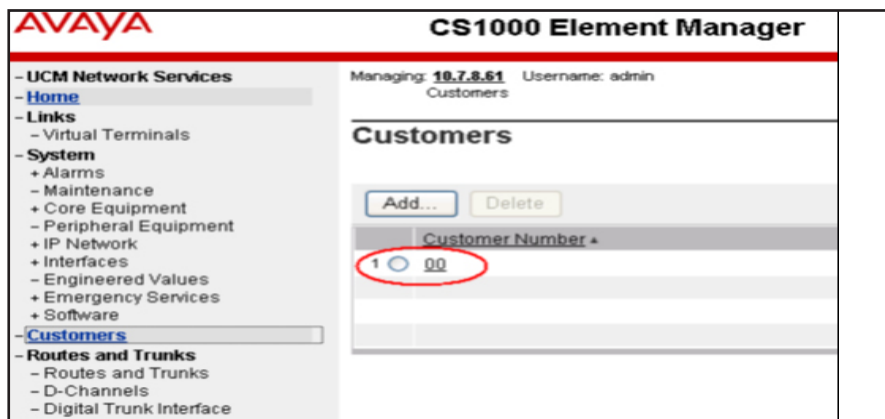 AVAYA
CS1000 Element Manager
- UCM Network Services
- Home
- Links
- Virtual Terminals
- System
+ Alarms
- Maintenance
+ Core Equipment
- Peripheral Equipment
+ IP Network
+ Interfaces
- Engineered Values
+ Emergency Services
+ Software
- Customers
- Routes and Trunks
- Routes and Trunks
- D-Channels
- Digital Trunk Interface
Managing: 10.7.8.61 Username: admin
Customers
Customers
Add... Delete
Customer Number
1 00